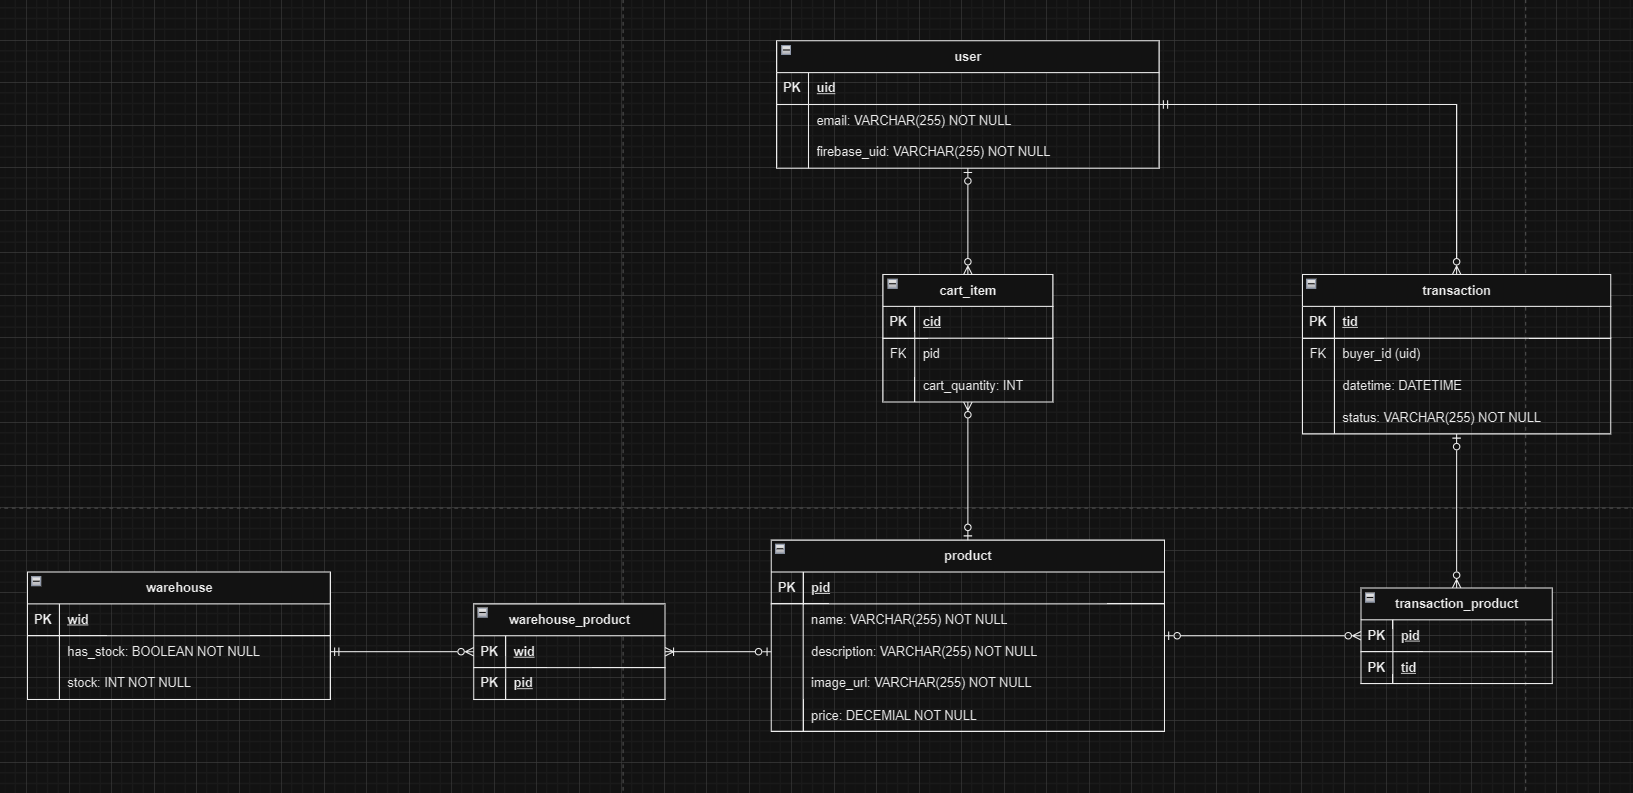 user
PK uid
email: VARCHAR(255) NOT NULL
firebase_uid: VARCHAR(255) NOT NULL
cart_item
PK cid
FK pid
cart_quantity: INT
transaction
PK tid
FK buyer_id (uid)
datetime: DATETIME
status: VARCHAR(255) NOT NULL
warehouse
PK wid
has_stock: BOOLEAN NOT NULL
stock: INT NOT NULL
warehouse_product
PK wid
PK pid
product
PK pid
name: VARCHAR(255) NOT NULL
description: VARCHAR(255) NOT NULL
image_url: VARCHAR(255) NOT NULL
price: DECEMIAL NOT NULL
transaction_product
PK pid
PK tid